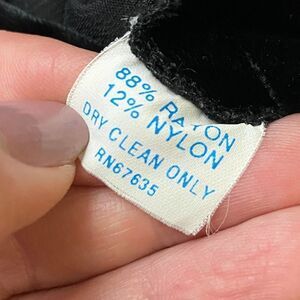 88% RAYON
12% NYLON
DRY CLEAN ONLY
RN67635